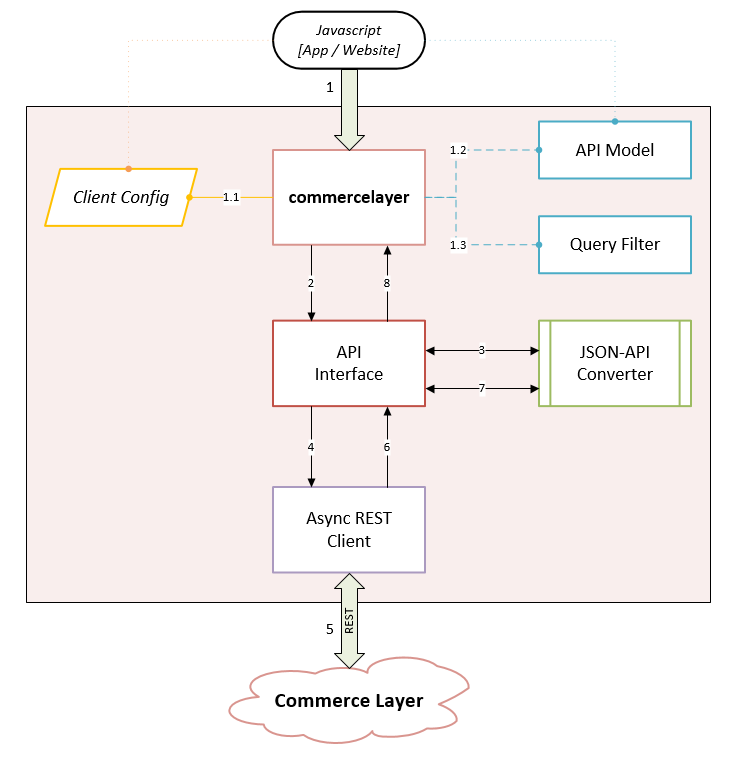 Javascript
[App / Website]
1
1.2
API Model
Client Config
1.1
commercelayer
1.3
Query Filter
2
8
API
Interface
3
7
JSON-API
Converter
4
6
Async REST
Client
5
REST
Commerce Layer